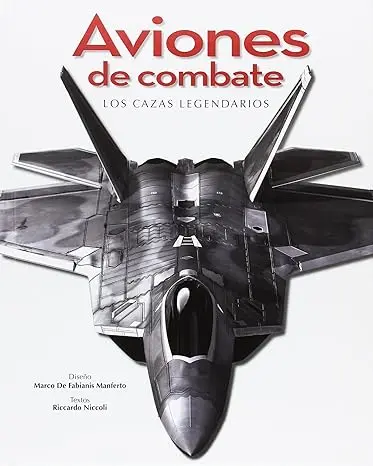 Aviones
de combate
LOS CAZAS LEGENDARIOS
Diseño
Marco De Fabianis Manferto
Textos
Riccardo Niccoli